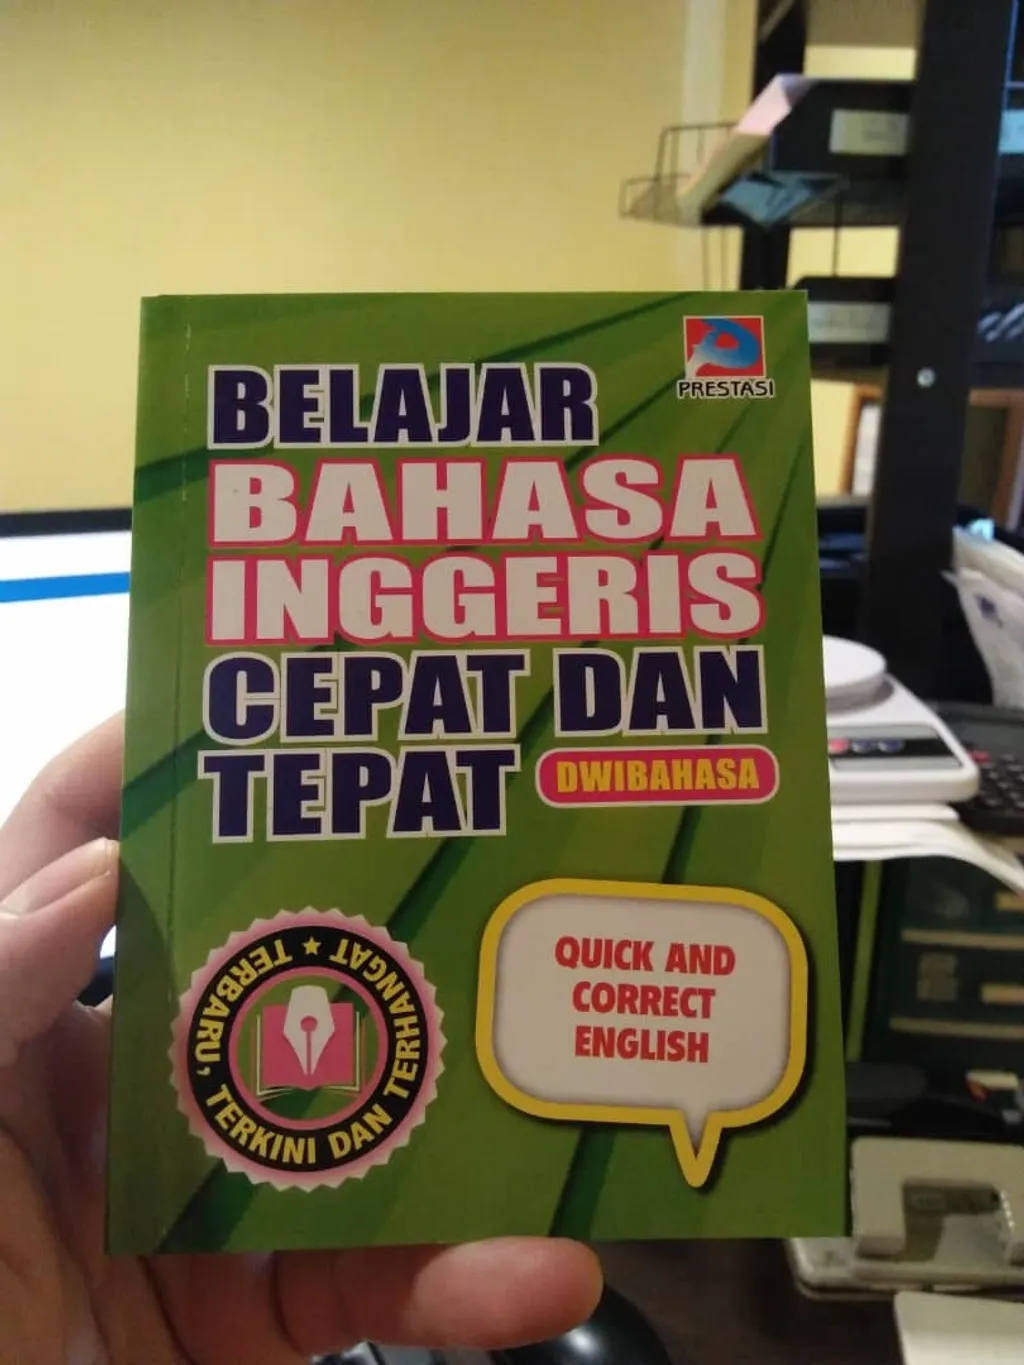 PRESTASI
BELAJAR
BAHASA
INGGERIS
CEPAT DAN
TEPAT
DWIBAHASA
TERBARU, TERKINI DAN TERHANGAT
QUICK AND
CORRECT
ENGLISH